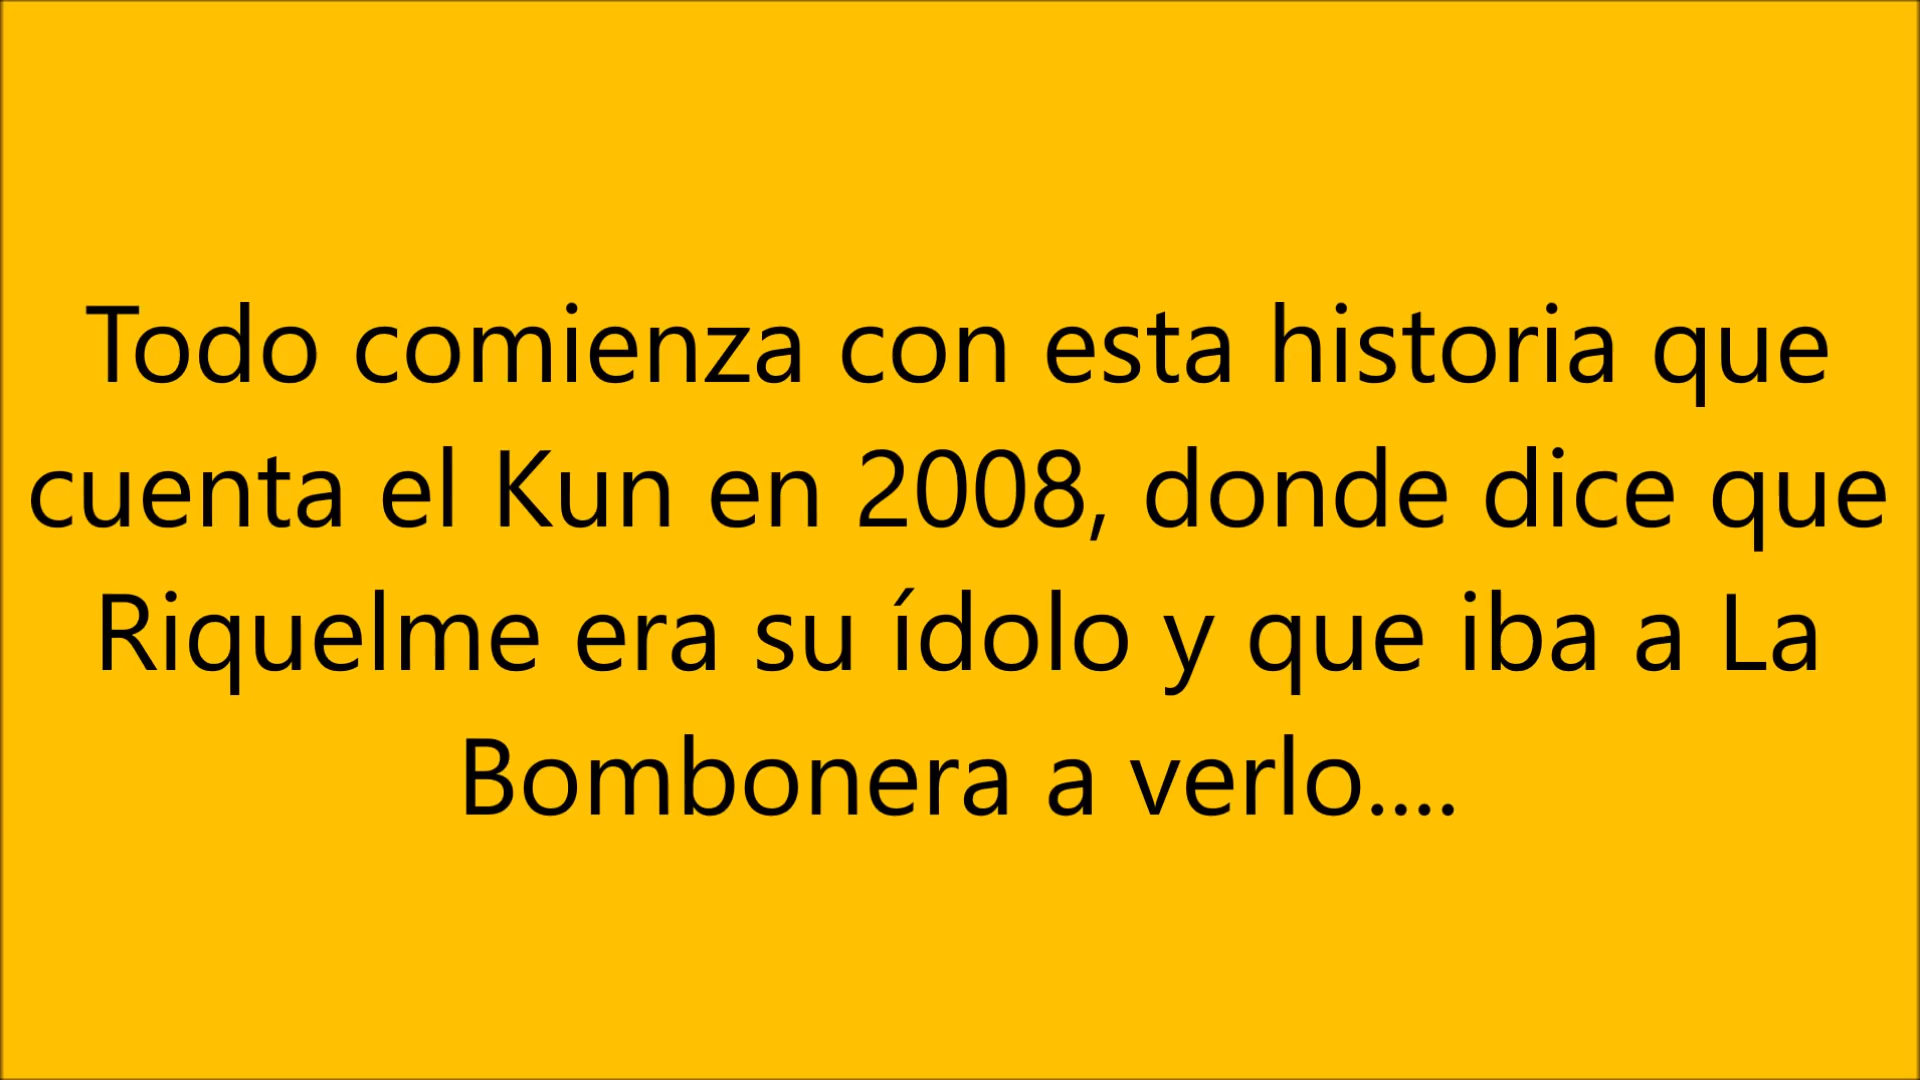 Todo comienza con esta historia que
cuenta el Kun en 2008, donde dice que
Riquelme era su ídolo y que iba a La
Bombonera a verlo....